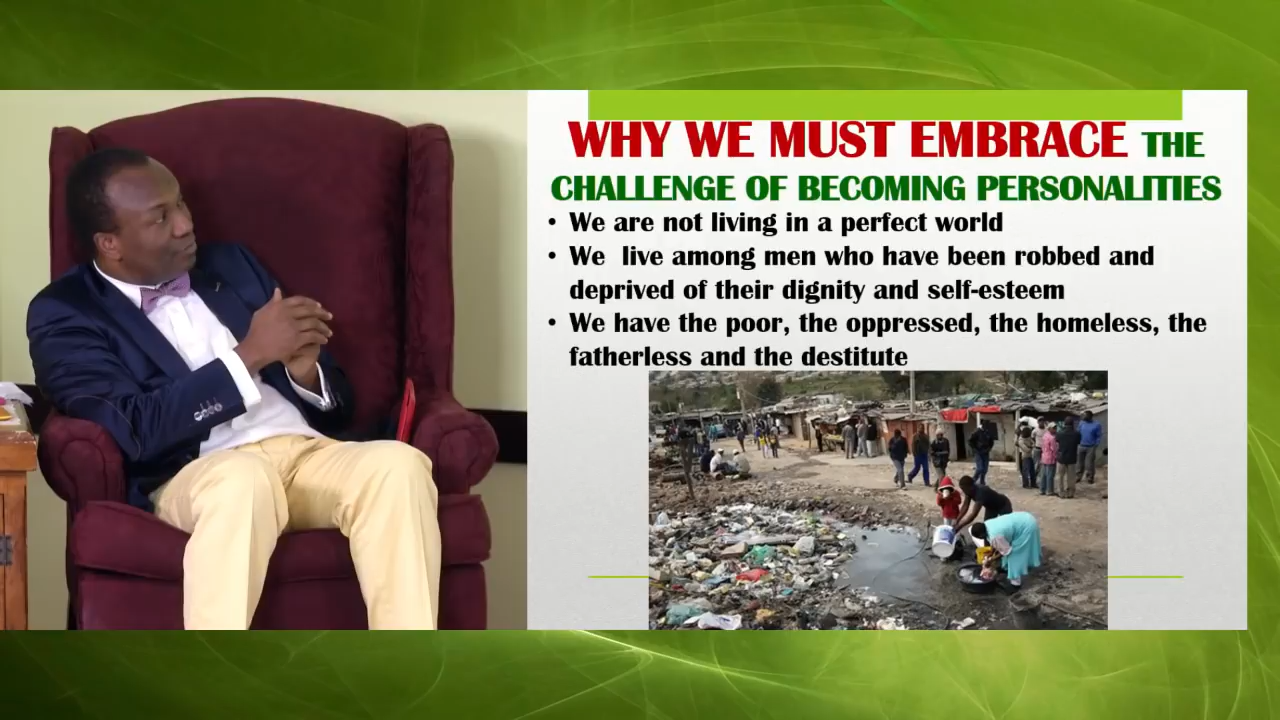 WHY WE MUST EMBRACE THE
CHALLENGE OF BECOMING PERSONALITIES
• We are not living in a perfect world
• We  live among men who have been robbed and
deprived of their dignity and self-esteem
• We have the poor, the oppressed, the homeless, the
fatherless and the destitute